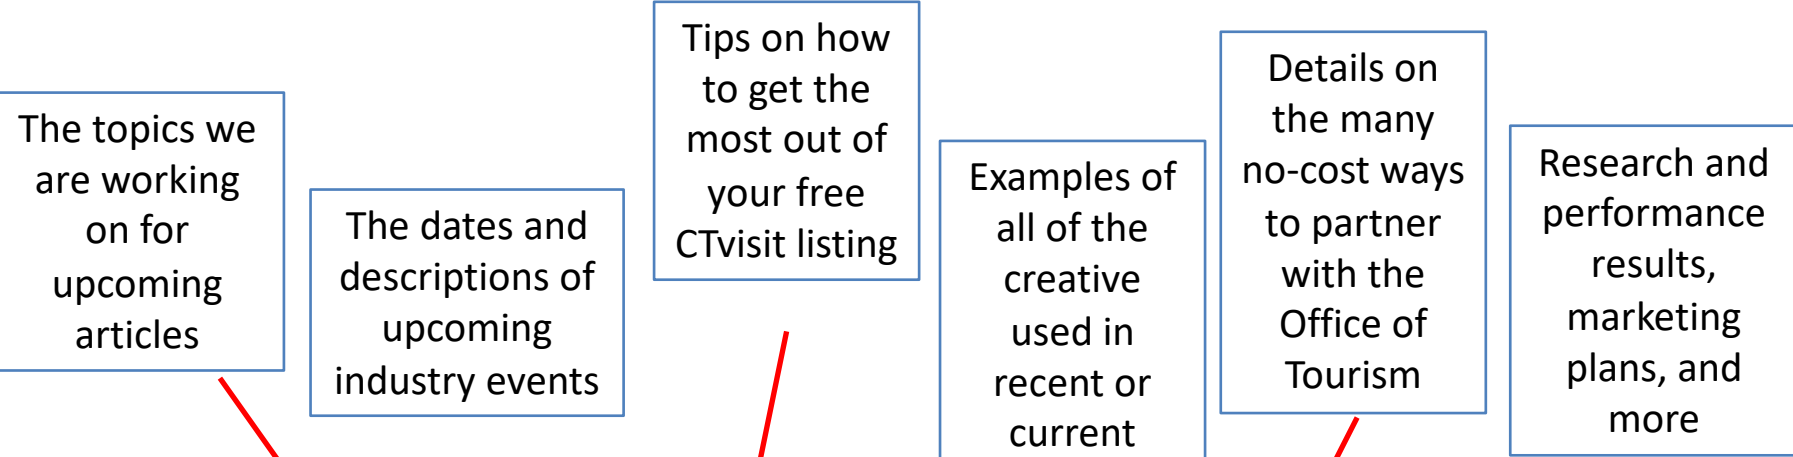 The topics we
are working
on for
upcoming
articles
The dates and
descriptions of
upcoming
industry events
Tips on how
to get the
most out of
your free
CTvisit listing
Examples of
all of the
creative
used in
recent or
current
Details on
the many
no-cost ways
to partner
with the
Office of
Tourism
Research and
performance
results,
marketing
plans, and
more